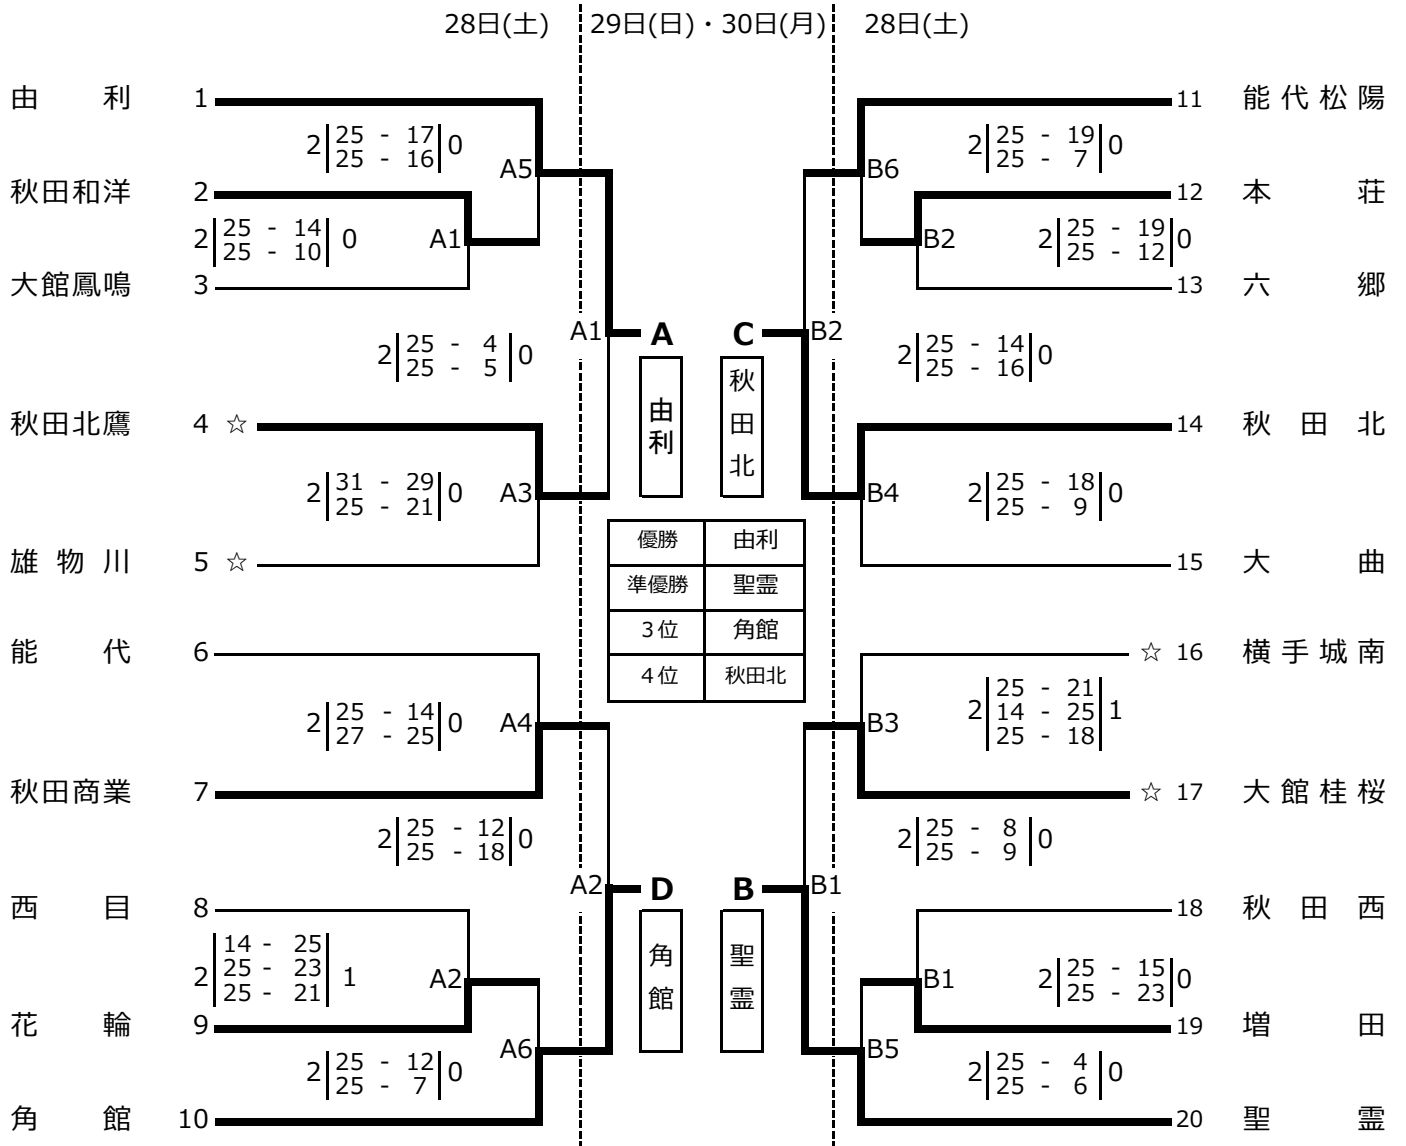 28日(土) 29日(日)・30日(月) 28日(土)
由利 1
11 能代松陽
2 25 - 17 0
25 - 16
A5
2 25 - 19 0
25 - 7
B6
秋田和洋 2
12 本荘
2 25 - 14 0
25 - 10
A1
B2
2 25 - 19 0
25 - 12
大館鳳鳴 3
13 六郷
A1 A C B2
2 25 - 4 0
25 - 5
2 25 - 14 0
25 - 16
由利
秋田北
秋田北鷹 4 ☆
14 秋田北
2 31 - 29 0
25 - 21
A3
B4
2 25 - 18 0
25 - 9
雄物川 5 ☆
15 大曲
優勝 由利
準優勝 聖霊
3位 角館
4位 秋田北
能代 6
☆ 16 横手城南
2 25 - 14 0
27 - 25
A4
B3
2 25 - 21 1
14 - 25
25 - 18
秋田商業 7
☆ 17 大館桂桜
2 25 - 12 0
25 - 18
2 25 - 8 0
25 - 9
A2 D B B1
角館
聖霊
西目 8
18 秋田西
2 14 - 25 1
25 - 23
25 - 21
A2
B1
2 25 - 15 0
25 - 23
花輪 9
19 増田
2 25 - 12 0
25 - 7
A6
B5
2 25 - 4 0
25 - 6
角館 10
20 聖霊